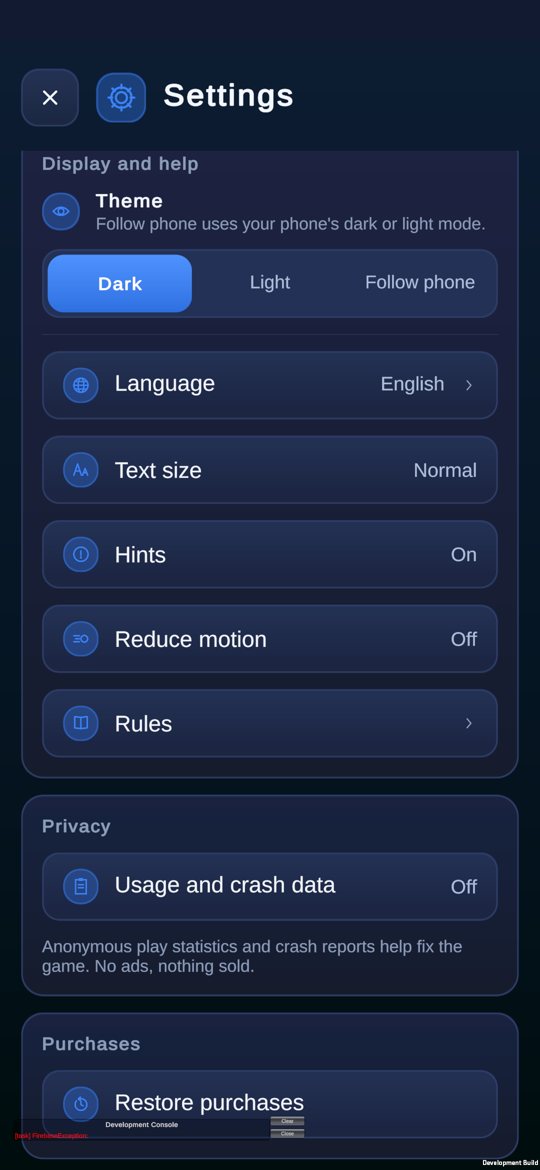 Settings
Display and help
Theme
Follow phone uses your phone's dark or light mode.
Dark
Light
Follow phone
Language
English
Text size
Normal
Hints
On
Reduce motion
Off
Rules
Privacy
Usage and crash data
Off
Anonymous play statistics and crash reports help fix the
game. No ads, nothing sold.
Purchases
Restore purchases
Development Console
Clear
Close
Development Build